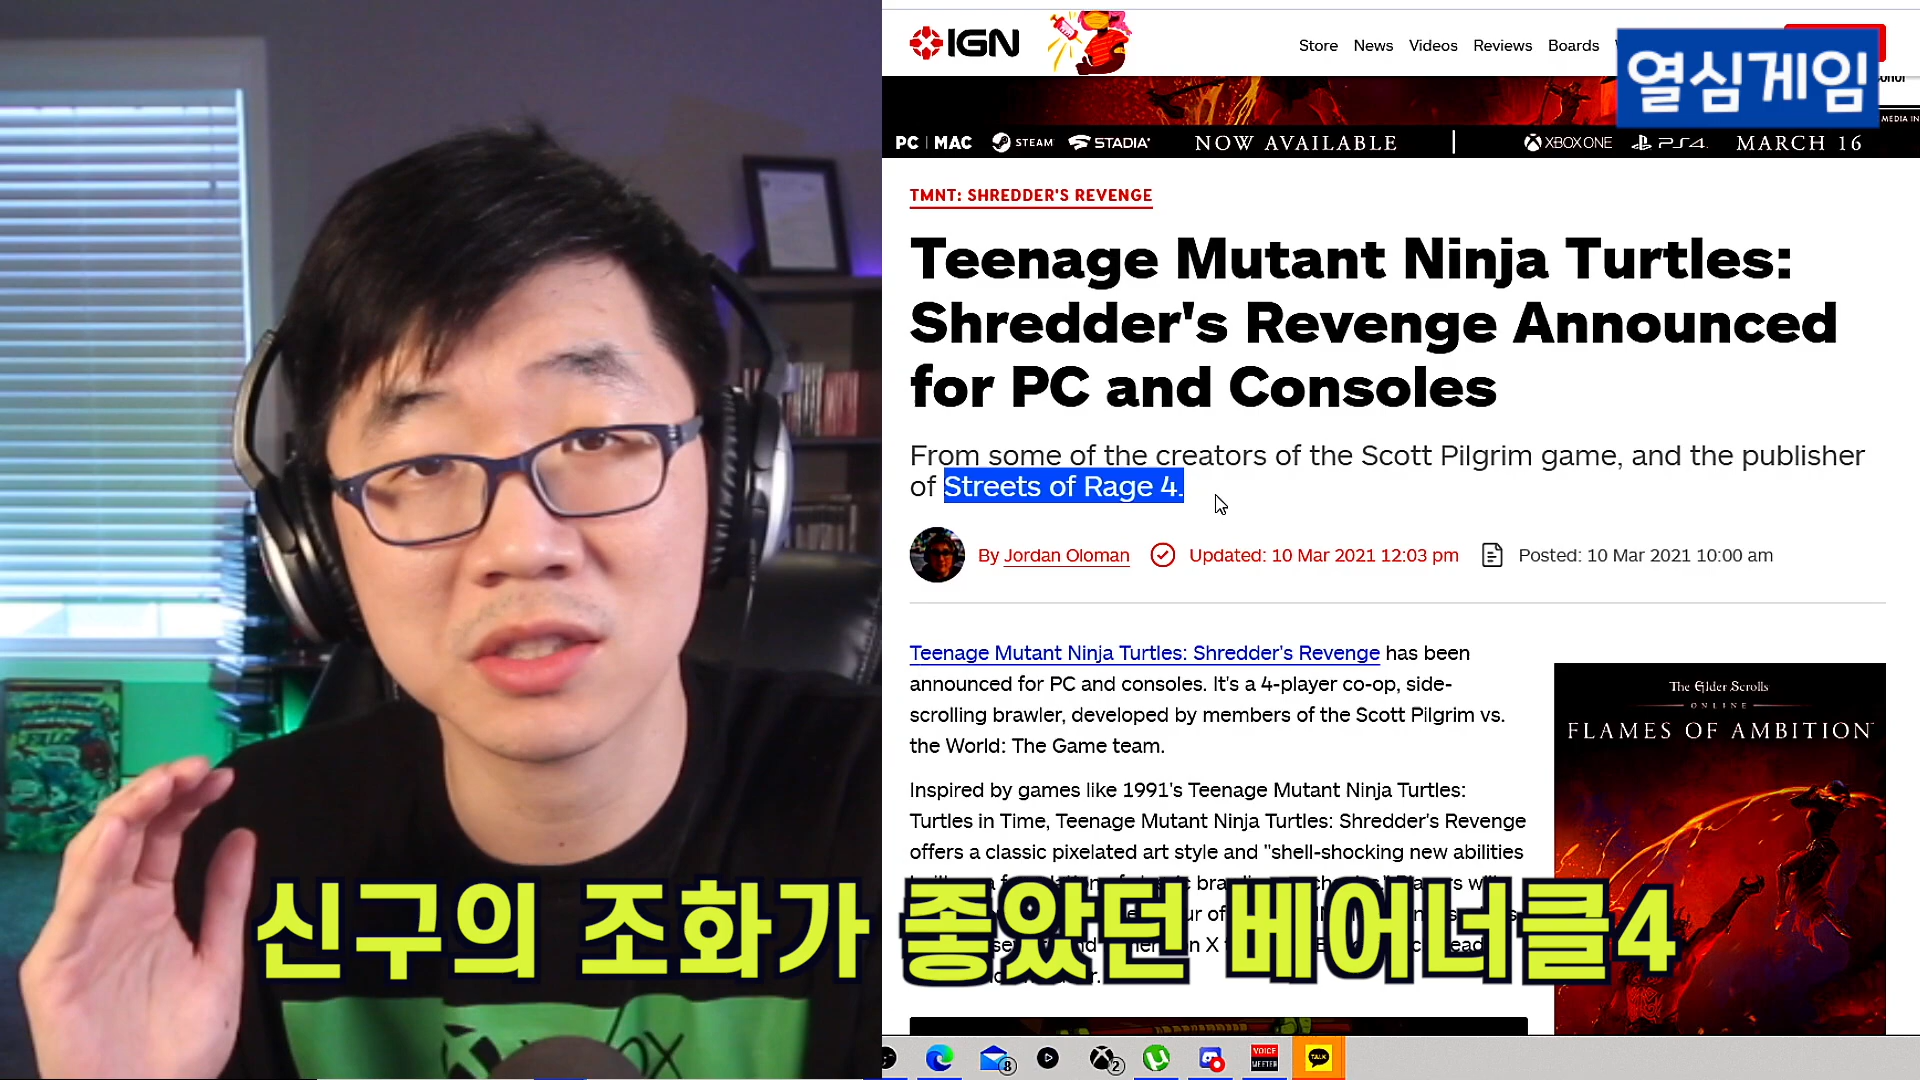 IGN
Store News Videos Reviews Boards
열심게임
PC | MAC STEAM STADIA NOW AVAILABLE XBOX ONE PS4 MARCH 16
TMNT: SHREDDER'S REVENGE
Teenage Mutant Ninja Turtles:
Shredder's Revenge Announced
for PC and Consoles
From some of the creators of the Scott Pilgrim game, and the publisher
of Streets of Rage 4.
By Jordan Oloman Updated: 10 Mar 2021 12:03 pm Posted: 10 Mar 2021 10:00 am
Teenage Mutant Ninja Turtles: Shredder's Revenge has been
announced for PC and consoles. It's a 4-player co-op, side-
scrolling brawler, developed by members of the Scott Pilgrim vs.
the World: The Game team.
Inspired by games like 1991's Teenage Mutant Ninja Turtles:
Turtles in Time, Teenage Mutant Ninja Turtles: Shredder's Revenge
offers a classic pixelated art style and "shell-shocking new abilities
The Elder Scrolls
ONLINE
FLAMES OF AMBITION
신구의 조화가 좋았던 베어너클4
8
2
VOICE
MEETER
TALK